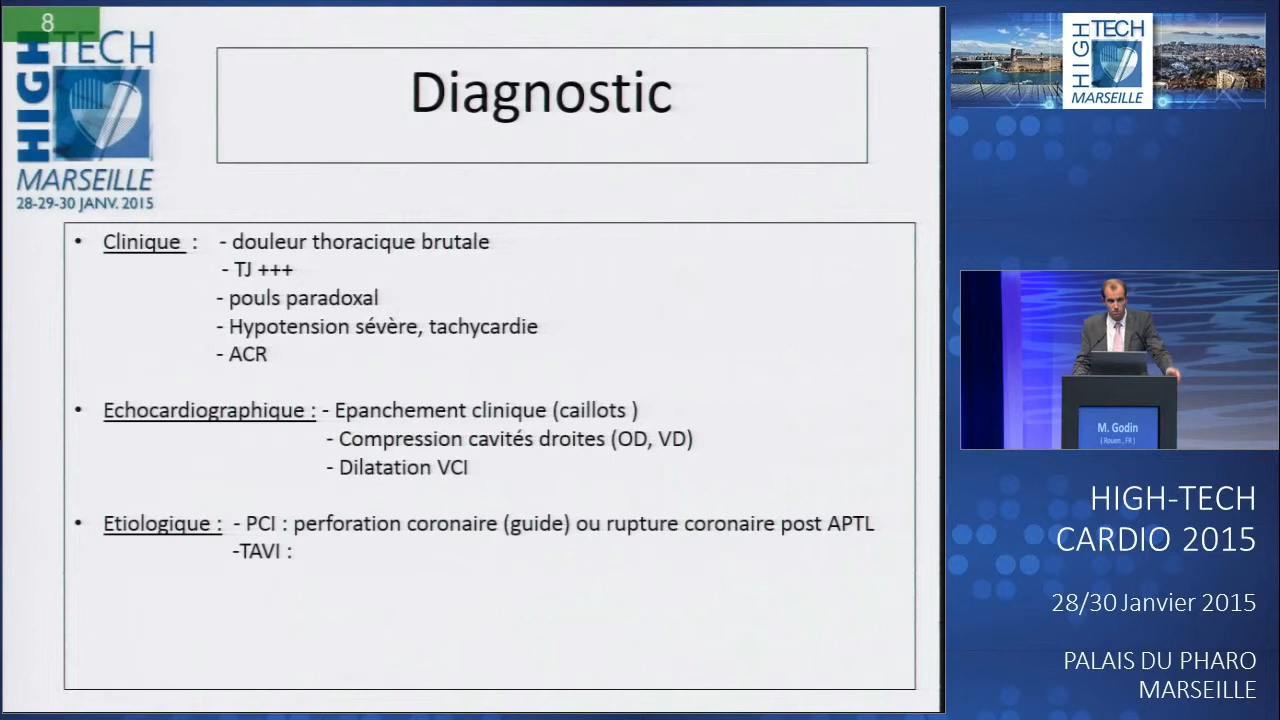 8
HIGH TECH
MARSEILLE
28-29-30 JANV. 2015
Diagnostic
• Clinique : - douleur thoracique brutale
- TJ +++
- pouls paradoxal
- Hypotension sévère, tachycardie
- ACR
• Echocardiographique : - Epanchement clinique (caillots )
- Compression cavités droites (OD, VD)
- Dilatation VCI
• Etiologique : - PCI : perforation coronaire (guide) ou rupture coronaire post APTL
-TAVI :
HIGH TECH
MARSEILLE
M. Godin
( Rouen , FR )
HIGH-TECH
CARDIO 2015
28/30 Janvier 2015
PALAIS DU PHARO
MARSEILLE